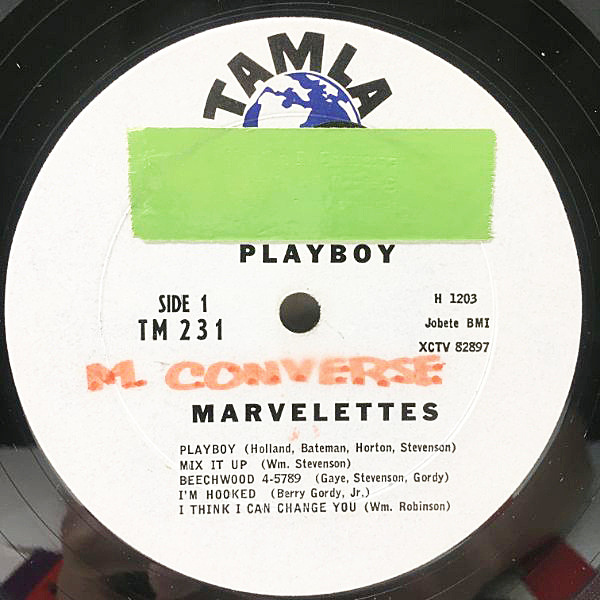 TAMLA
PLAYBOY
SIDE 1
TM 231
H 1203
Jobete BMI
XCTV 82897
M. CONVERSE
MARVELETTES
PLAYBOY (Holland, Bateman, Horton, Stevenson)
MIX IT UP (Wm. Stevenson)
BEECHWOOD 4-5789 (Gaye, Stevenson, Gordy)
I'M HOOKED (Berry Gordy, Jr.)
I THINK I CAN CHANGE YOU (Wm. Robinson)